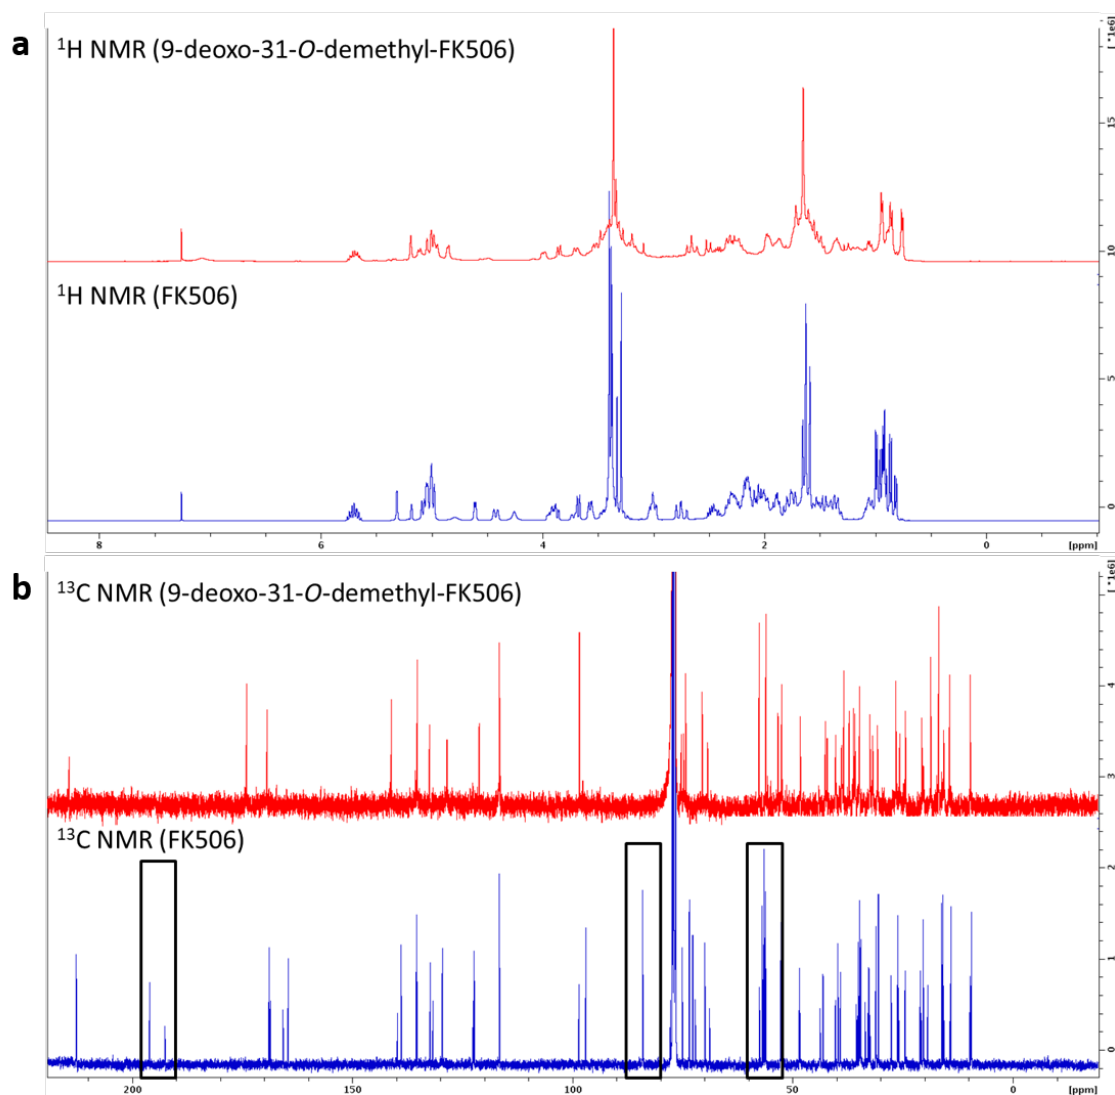 a
¹H NMR (9-deoxo-31-O-demethyl-FK506)
[*1e6]
15
10
¹H NMR (FK506)
5
0
8 6 4 2 0 [ppm]
b
¹³C NMR (9-deoxo-31-O-demethyl-FK506)
[*1e6]
4
3
¹³C NMR (FK506)
2
1
0
200 150 100 50 0 [ppm]